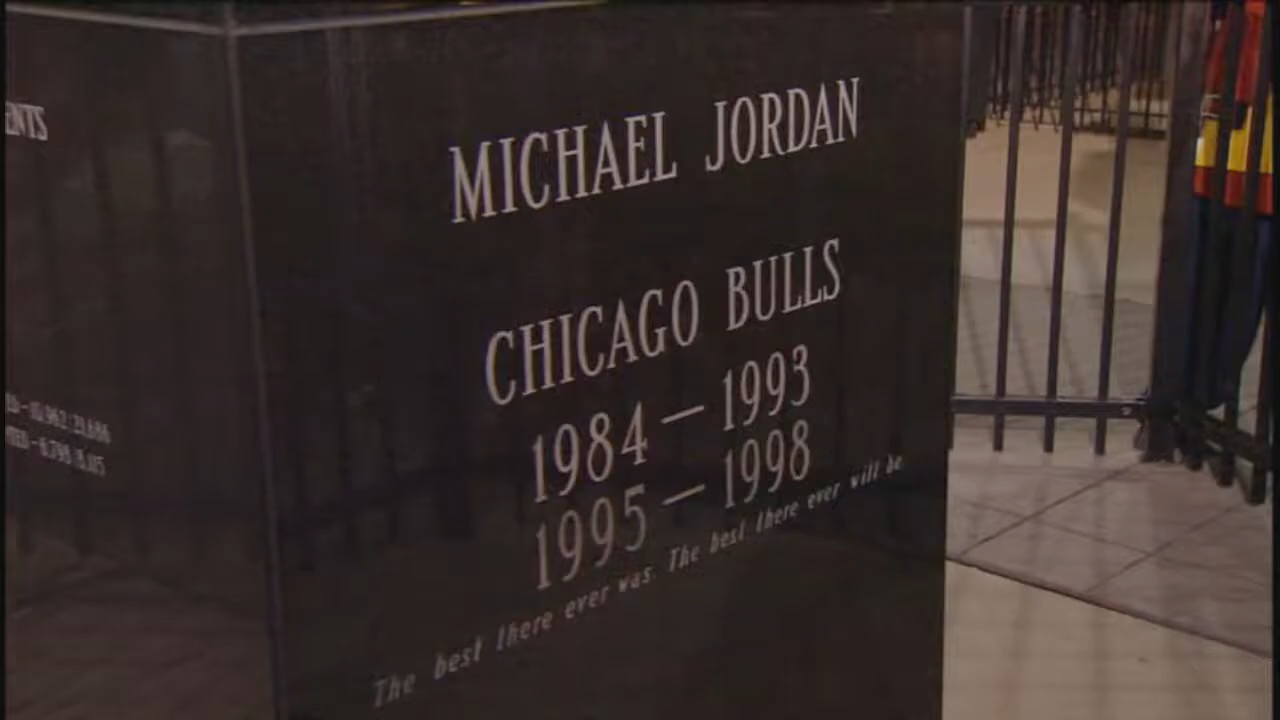 MICHAEL JORDAN
CHICAGO BULLS
1984 — 1993
1995 — 1998
The best there ever was. The best there ever will be